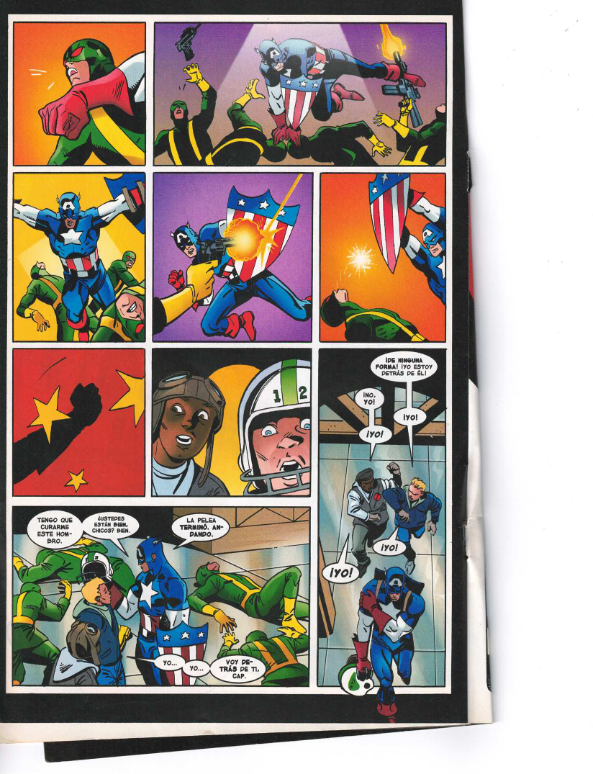 1 2
¡DE NINGUNA
FORMA! ¡YO ESTOY
DETRÁS DE ÉL!
¡NO,
YO!
¡YO!
¡YO!
¡YO!
¡YO!
TENGO QUE
CURARME
ESTE HOM-
BRO.
¿USTEDES
ESTÁN BIEN,
CHICOS? BIEN.
LA PELEA
TERMINÓ. AN-
DANDO.
YO...
YO...
VOY DE-
TRÁS DE TI,
CAP.